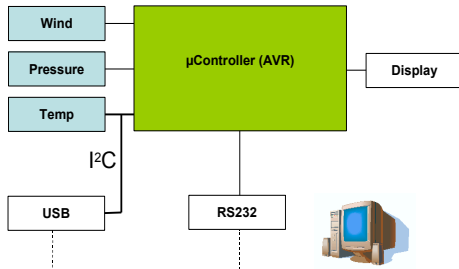 Wind
µController (AVR)
Pressure
Display
Temp
I²C
USB
RS232